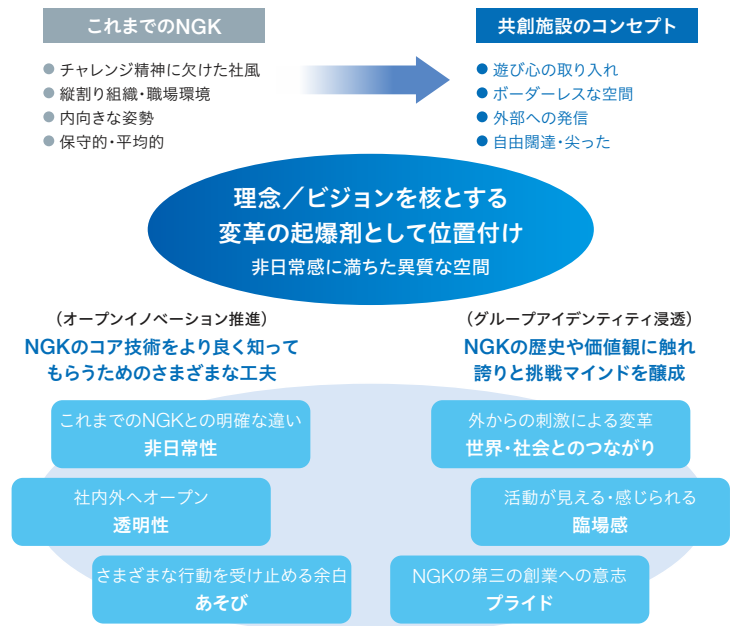 これまでのNGK
● チャレンジ精神に欠けた社風
● 縦割り組織・職場環境
● 内向きな姿勢
● 保守的・平均的
共創施設のコンセプト
● 遊び心の取り入れ
● ボーダーレスな空間
● 外部への発信
● 自由闊達・尖った
理念／ビジョンを核とする
変革の起爆剤として位置付け
非日常感に満ちた異質な空間
（オープンイノベーション推進）
NGKのコア技術をより良く知って
もらうためのさまざまな工夫
これまでのNGKとの明確な違い
非日常性
社内外へオープン
透明性
さまざまな行動を受け止める余白
あそび
（グループアイデンティティ浸透）
NGKの歴史や価値観に触れ
誇りと挑戦マインドを醸成
外からの刺激による変革
世界・社会とのつながり
活動が見える・感じられる
臨場感
NGKの第三の創業への意志
プライド